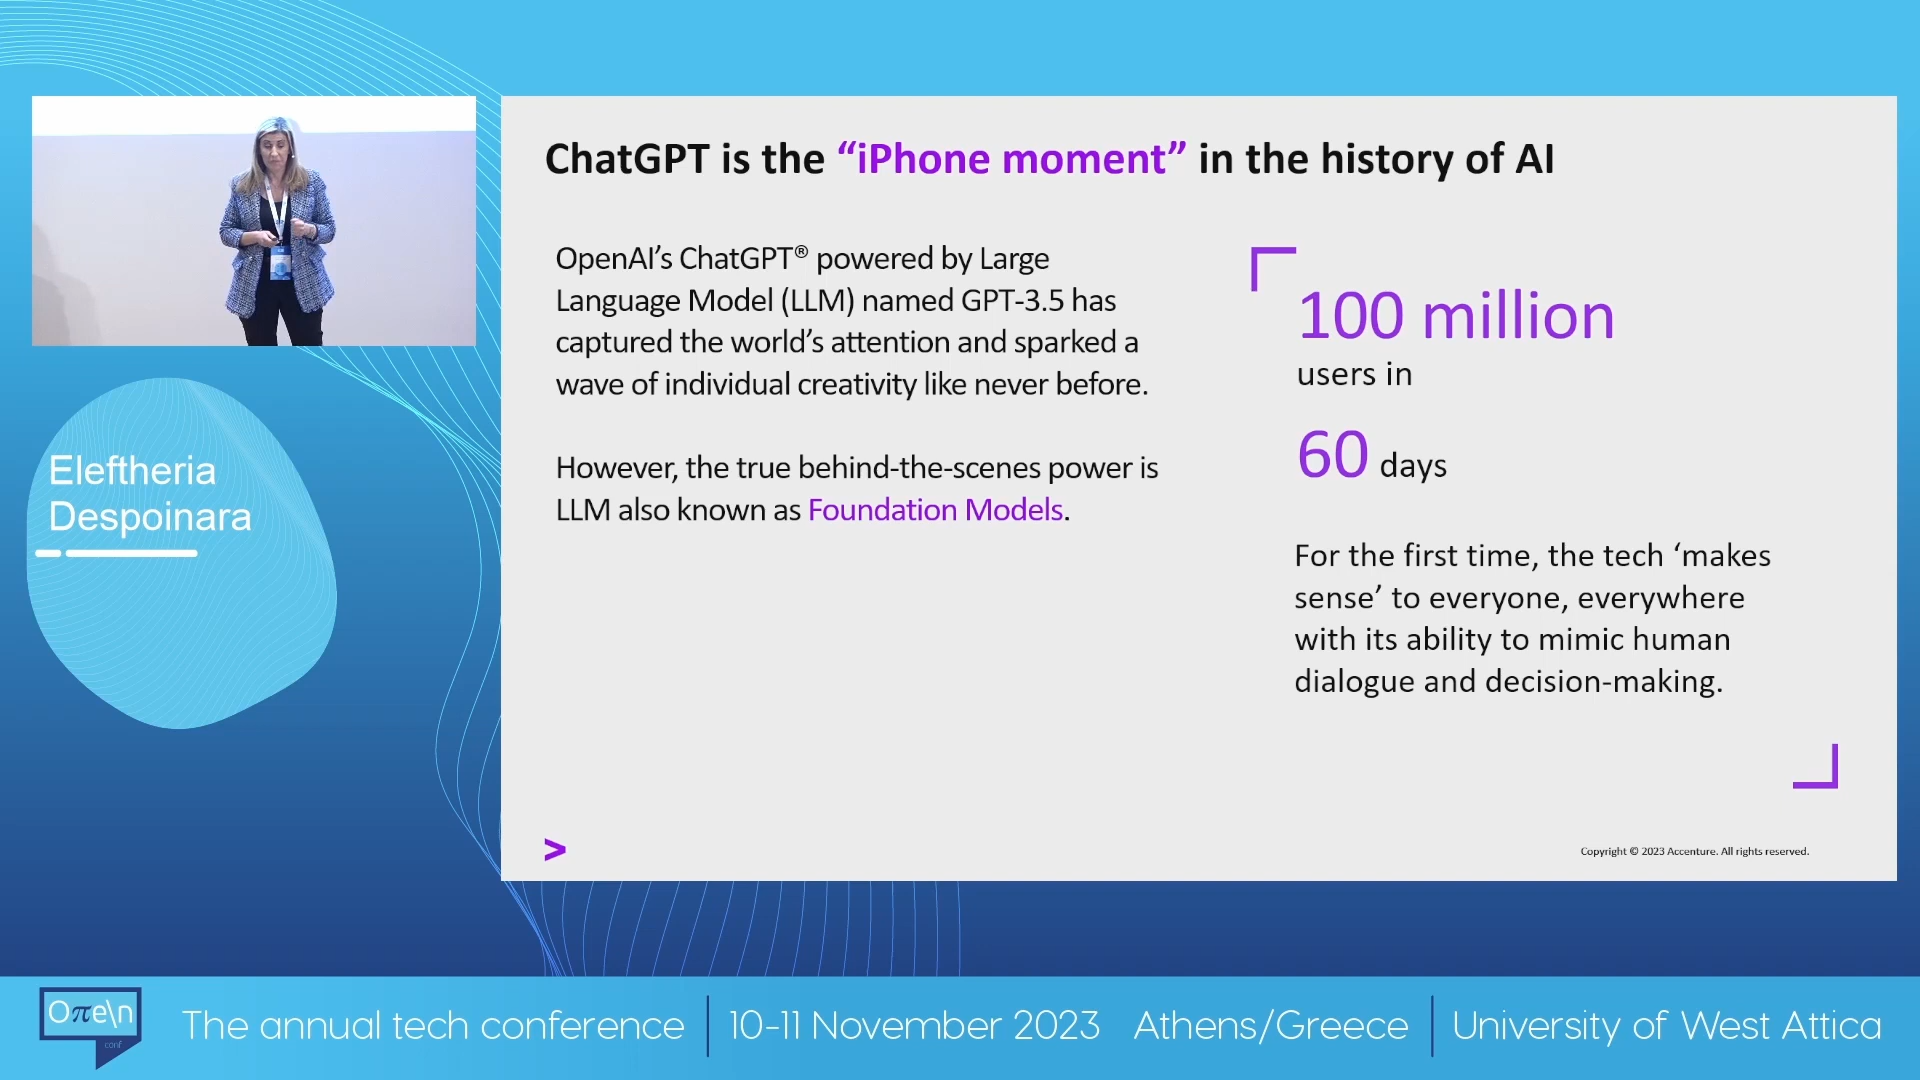 ChatGPT is the “iPhone moment” in the history of AI
OpenAI’s ChatGPT® powered by Large
Language Model (LLM) named GPT-3.5 has
captured the world’s attention and sparked a
wave of individual creativity like never before.
However, the true behind-the-scenes power is
LLM also known as Foundation Models.
100 million
users in
60 days
For the first time, the tech ‘makes
sense’ to everyone, everywhere
with its ability to mimic human
dialogue and decision-making.
>
Copyright © 2023 Accenture. All rights reserved.
Eleftheria
Despoinara
Oπe\n
conf
The annual tech conference
10-11 November 2023 Athens/Greece
University of West Attica